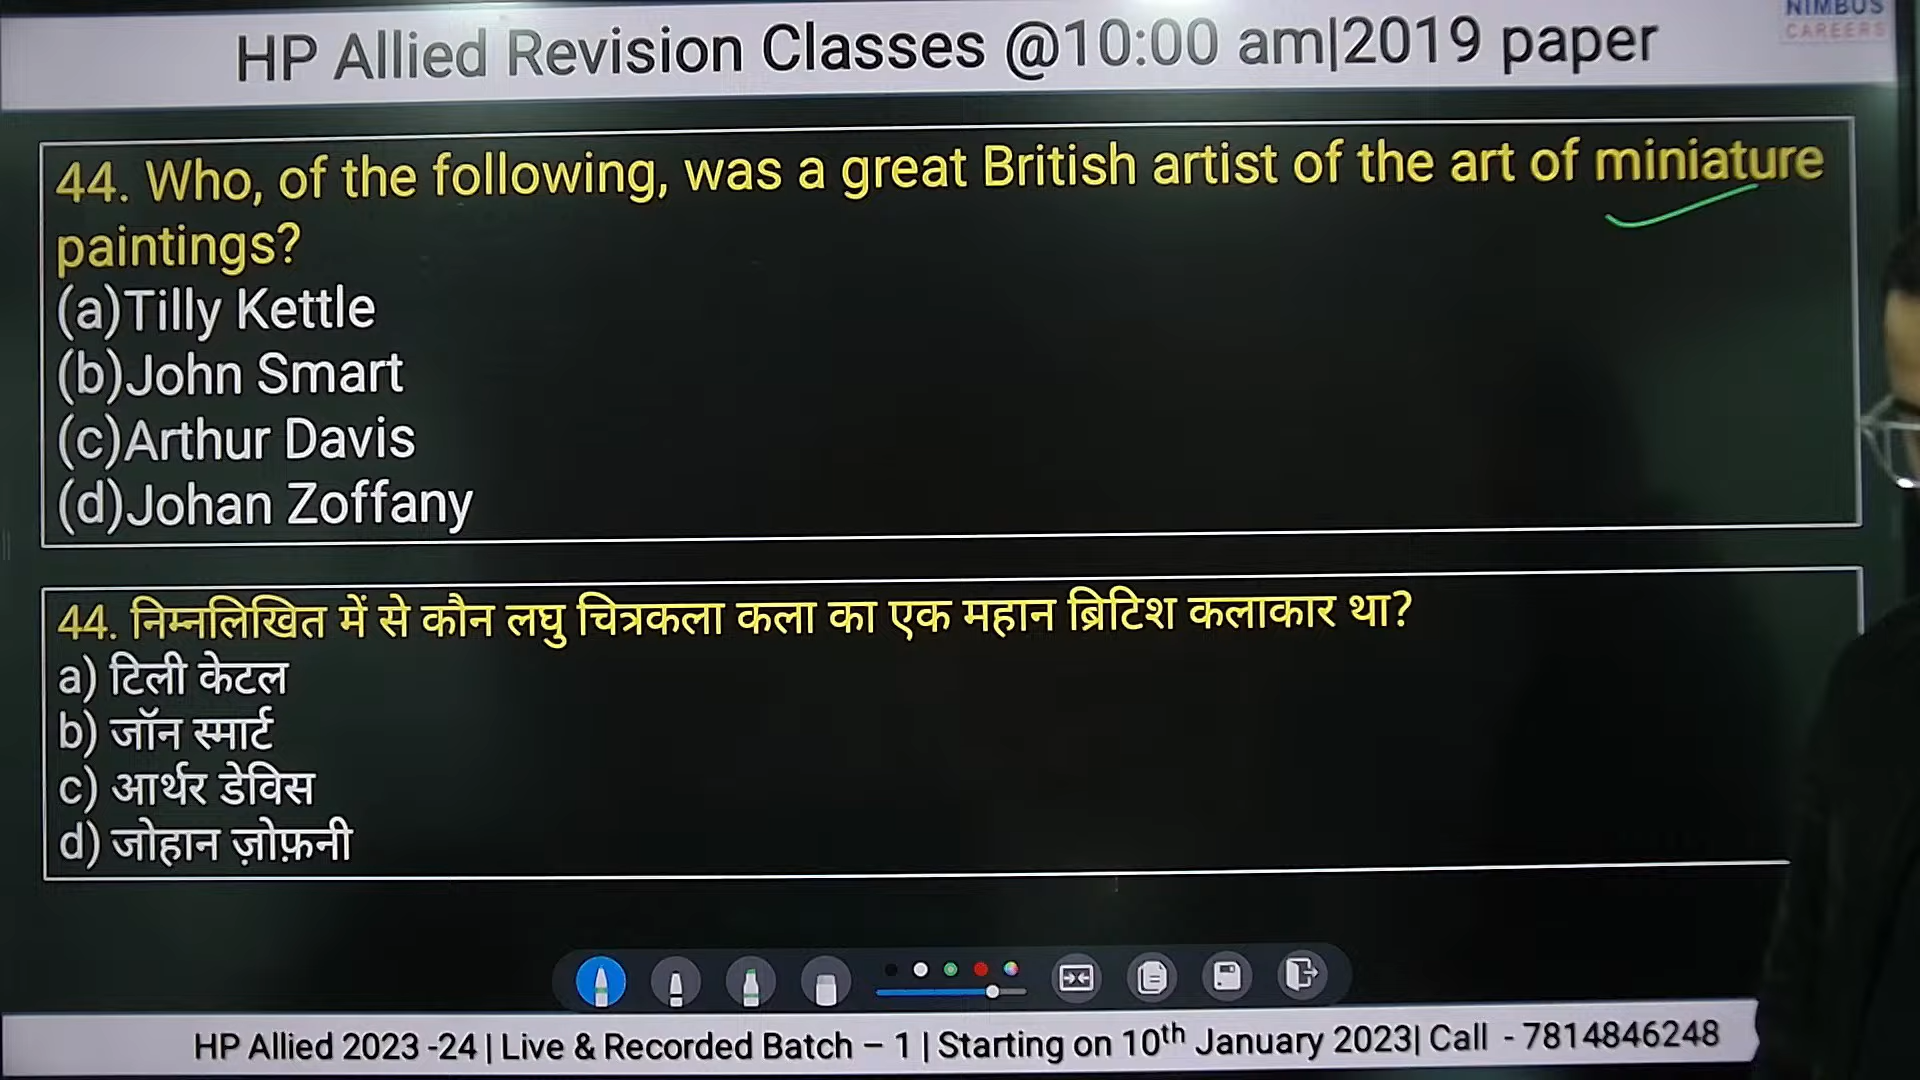 NIMBUS
CAREERS
HP Allied Revision Classes @10:00 am|2019 paper
44. Who, of the following, was a great British artist of the art of miniature
paintings?
(a)Tilly Kettle
(b)John Smart
(c)Arthur Davis
(d)Johan Zoffany
44. निम्नलिखित में से कौन लघु चित्रकला कला का एक महान ब्रिटिश कलाकार था?
a) टिली केटल
b) जॉन स्मार्ट
c) आर्थर डेविस
d) जोहान ज़ोफ़नी
HP Allied 2023 -24 | Live & Recorded Batch – 1 | Starting on 10th January 2023| Call - 7814846248